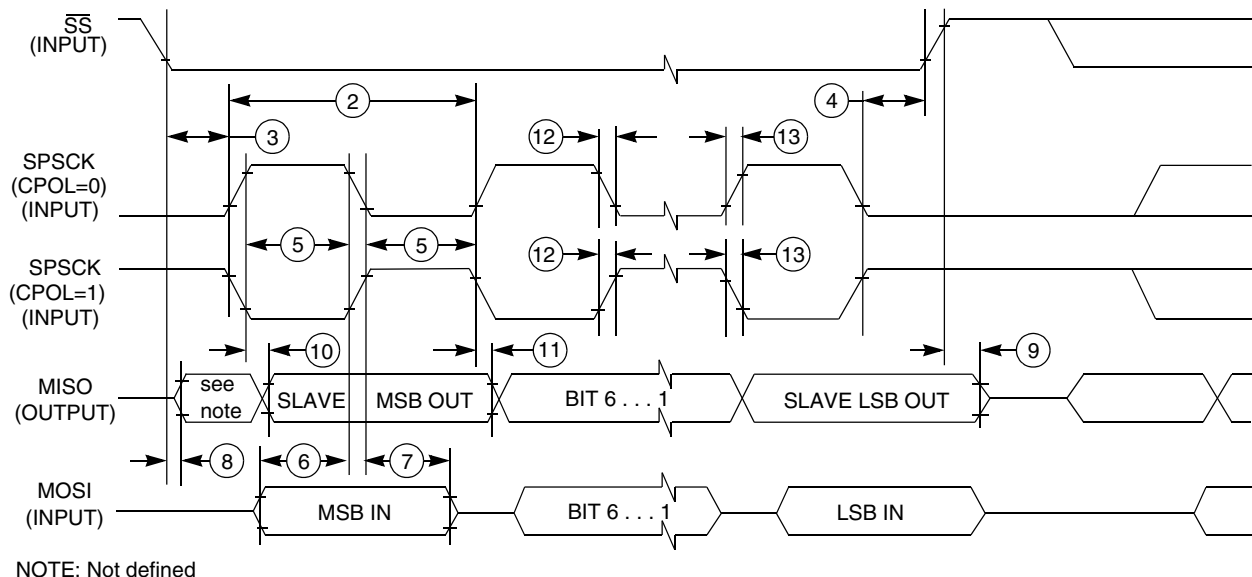 SS
(INPUT)
2
4
3
12
13
SPSCK
(CPOL=0)
(INPUT)
5
5
12
13
SPSCK
(CPOL=1)
(INPUT)
10
11
9
MISO
(OUTPUT)
see
note
SLAVE
MSB OUT
BIT 6 . . . 1
SLAVE LSB OUT
8
6
7
MOSI
(INPUT)
MSB IN
BIT 6 . . . 1
LSB IN
NOTE: Not defined